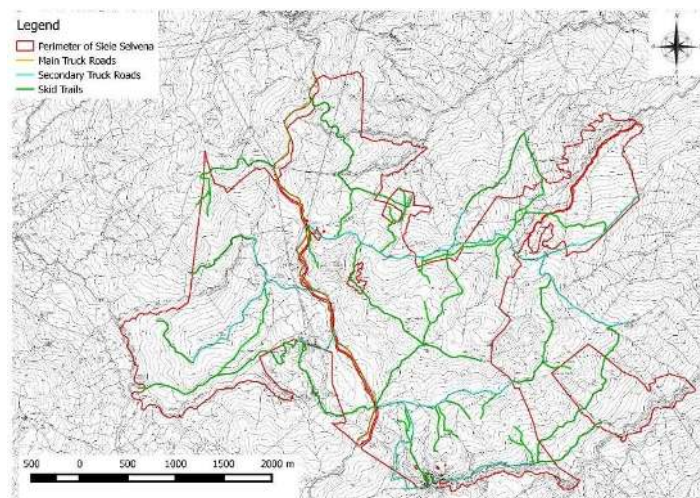 Legend
Perimeter of Siele Selvena
Main Truck Roads
Secondary Truck Roads
Skid Trails
500 0 500 1000 1500 2000 m